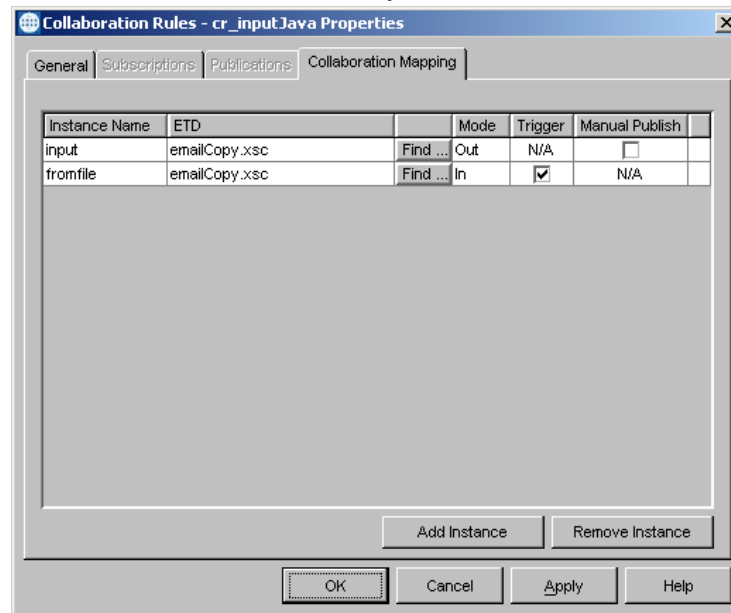 Collaboration Rules - cr_inputJava Properties
General Subscriptions Publications Collaboration Mapping
Instance Name ETD Mode Trigger Manual Publish
input emailCopy.xsc Find ... Out N/A
fromfile emailCopy.xsc Find ... In N/A
Add Instance Remove Instance
OK Cancel Apply Help